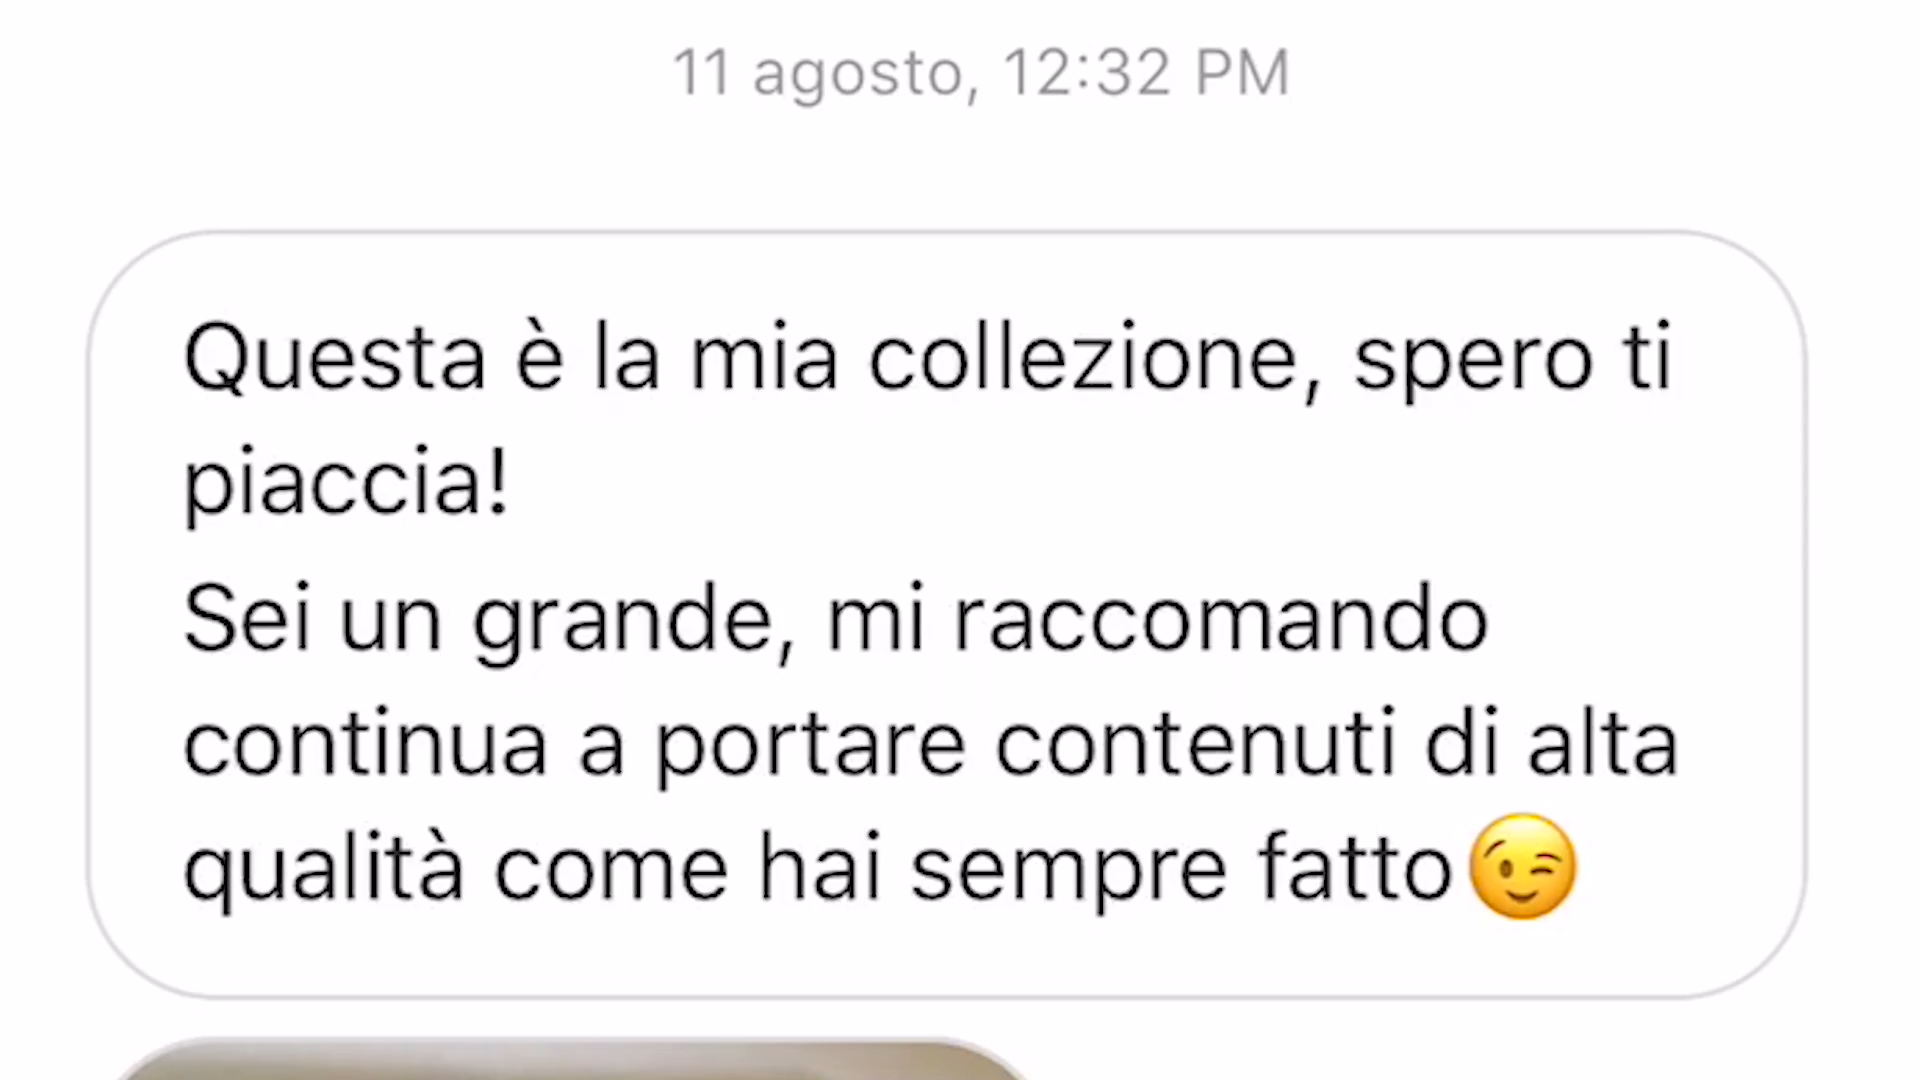 11 agosto, 12:32 PM
Questa è la mia collezione, spero ti
piaccia!
Sei un grande, mi raccomando
continua a portare contenuti di alta
qualità come hai sempre fatto😉